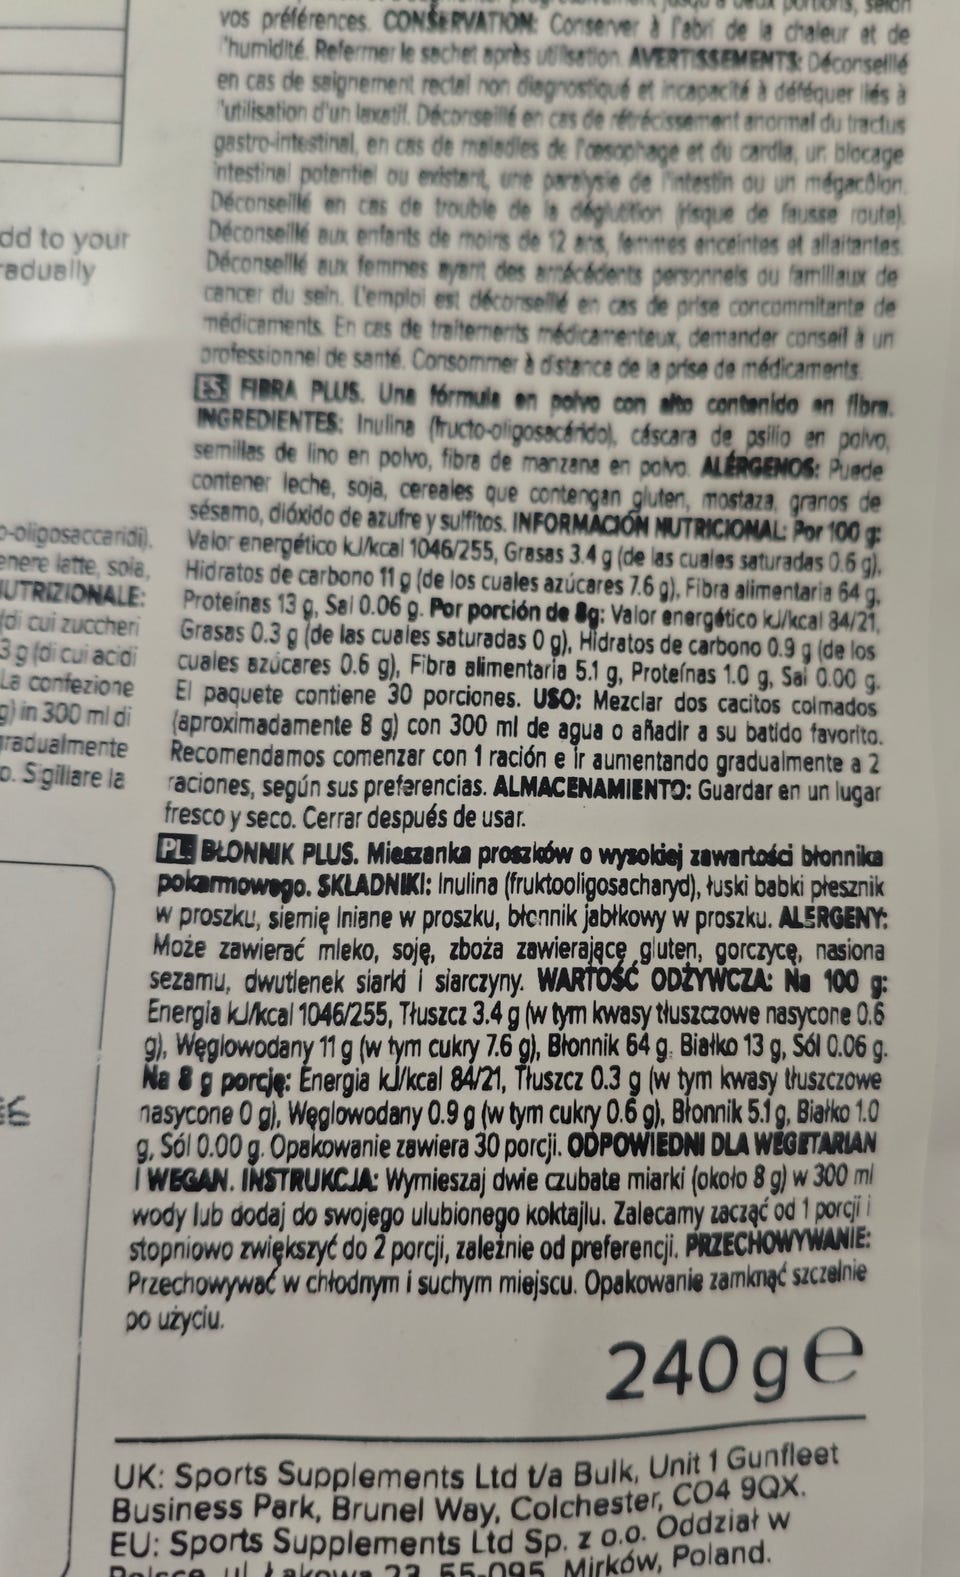 vos préférences. CONSERVATION: Conserver à l'abri de la chaleur et de
l'humidité. Refermer le sachet après utilisation. AVERTISSEMENTS: Déconseillé
en cas de saignement rectal non diagnostiqué et incapacité à déféquer liés à
l'utilisation d'un laxatif. Déconseillé en cas de rétrécissement anormal du tractus
gastro-intestinal, en cas de maladies de l'œsophage et du cardia, un blocage
intestinal potentiel ou existant, une paralysie de l'intestin ou un mégacôlon.
Déconseillé en cas de trouble de la déglutition (risque de fausse route).
Déconseillé aux enfants de moins de 12 ans, femmes enceintes et allaitantes.
Déconseillé aux femmes ayant des antécédents personnels ou familiaux de
cancer du sein. L'emploi est déconseillé en cas de prise concommitante de
médicaments. En cas de traitements médicamenteux, demander conseil à un
professionnel de santé. Consommer à distance de la prise de médicaments.
ES FIBRA PLUS. Una fórmula en polvo con alto contenido en fibra.
INGREDIENTES: Inulina (fructo-oligosacárido), cáscara de psilio en polvo,
semillas de lino en polvo, fibra de manzana en polvo. ALÉRGENOS: Puede
contener leche, soja, cereales que contengan gluten, mostaza, granos de
sésamo, dióxido de azufre y sulfitos. INFORMACIÓN NUTRICIONAL: Por 100 g:
Valor energético kJ/kcal 1046/255, Grasas 3.4 g (de las cuales saturadas 0.6 g),
Hidratos de carbono 11 g (de los cuales azúcares 7.6 g), Fibra alimentaria 64 g,
Proteínas 13 g, Sal 0.06 g. Por porción de 8g: Valor energético kJ/kcal 84/21,
Grasas 0.3 g (de las cuales saturadas 0 g), Hidratos de carbono 0.9 g (de los
cuales azúcares 0.6 g), Fibra alimentaria 5.1 g, Proteínas 1.0 g, Sal 0.00 g.
El paquete contiene 30 porciones. USO: Mezclar dos cacitos colmados
(aproximadamente 8 g) con 300 ml de agua o añadir a su batido favorito.
Recomendamos comenzar con 1 ración e ir aumentando gradualmente a 2
raciones, según sus preferencias. ALMACENAMIENTO: Guardar en un lugar
fresco y seco. Cerrar después de usar.
PL BŁONNIK PLUS. Mieszanka proszków o wysokiej zawartości błonnika
pokarmowego. SKŁADNIKI: Inulina (fruktooligosacharyd), łuski babki płesznik
w proszku, siemię lniane w proszku, błonnik jabłkowy w proszku. ALERGENY:
Może zawierać mleko, soję, zboża zawierające gluten, gorczycę, nasiona
sezamu, dwutlenek siarki i siarczyny. WARTOŚĆ ODŻYWCZA: Na 100 g:
Energia kJ/kcal 1046/255, Tłuszcz 3.4 g (w tym kwasy tłuszczowe nasycone 0.6
g), Węglowodany 11 g (w tym cukry 7.6 g), Błonnik 64 g, Białko 13 g, Sól 0.06 g.
Na 8 g porcję: Energia kJ/kcal 84/21, Tłuszcz 0.3 g (w tym kwasy tłuszczowe
nasycone 0 g), Węglowodany 0.9 g (w tym cukry 0.6 g), Błonnik 5.1 g, Białko 1.0
g, Sól 0.00 g. Opakowanie zawiera 30 porcji. ODPOWIEDNI DLA WEGETARIAN
I WEGAN. INSTRUKCJA: Wymieszaj dwie czubate miarki (około 8 g) w 300 ml
wody lub dodaj do swojego ulubionego koktajlu. Zalecamy zacząć od 1 porcji i
stopniowo zwiększyć do 2 porcji, zależnie od preferencji. PRZECHOWYWANIE:
Przechowywać w chłodnym i suchym miejscu. Opakowanie zamknąć szczelnie
po użyciu.
240 g e
UK: Sports Supplements Ltd t/a Bulk, Unit 1 Gunfleet
Business Park, Brunel Way, Colchester, CO4 9QX.
EU: Sports Supplements Ltd Sp. z o.o. Oddział w
Polsce, ul. Łąkowa 23, 55-095, Mirków, Poland.
add to your
gradually
o-oligosaccaridi),
latte, soia,
NUTRIZIONALE:
(di cui zuccheri
3 g (di cui acidi
La confezione
g) in 300 ml di
gradualmente
Sigillare la